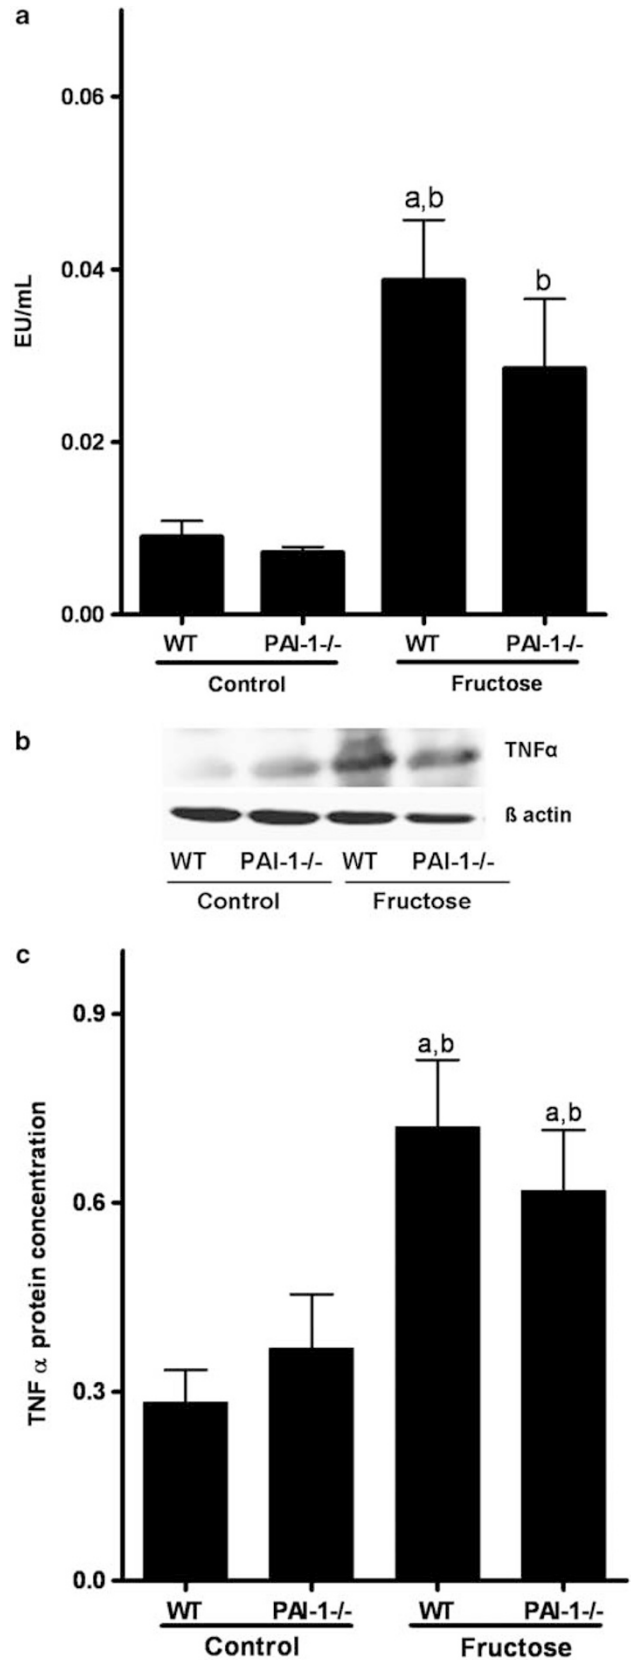 a
0.06
a,b
0.04
b
EU/mL
0.02
0.00
WT PAI-1-/- WT PAI-1-/-
Control Fructose
b
TNFα
ß actin
WT PAI-1-/- WT PAI-1-/-
Control Fructose
c
0.9
a,b
a,b
0.6
TNF α protein concentration
0.3
0.0
WT PAI-1-/- WT PAI-1-/-
Control Fructose